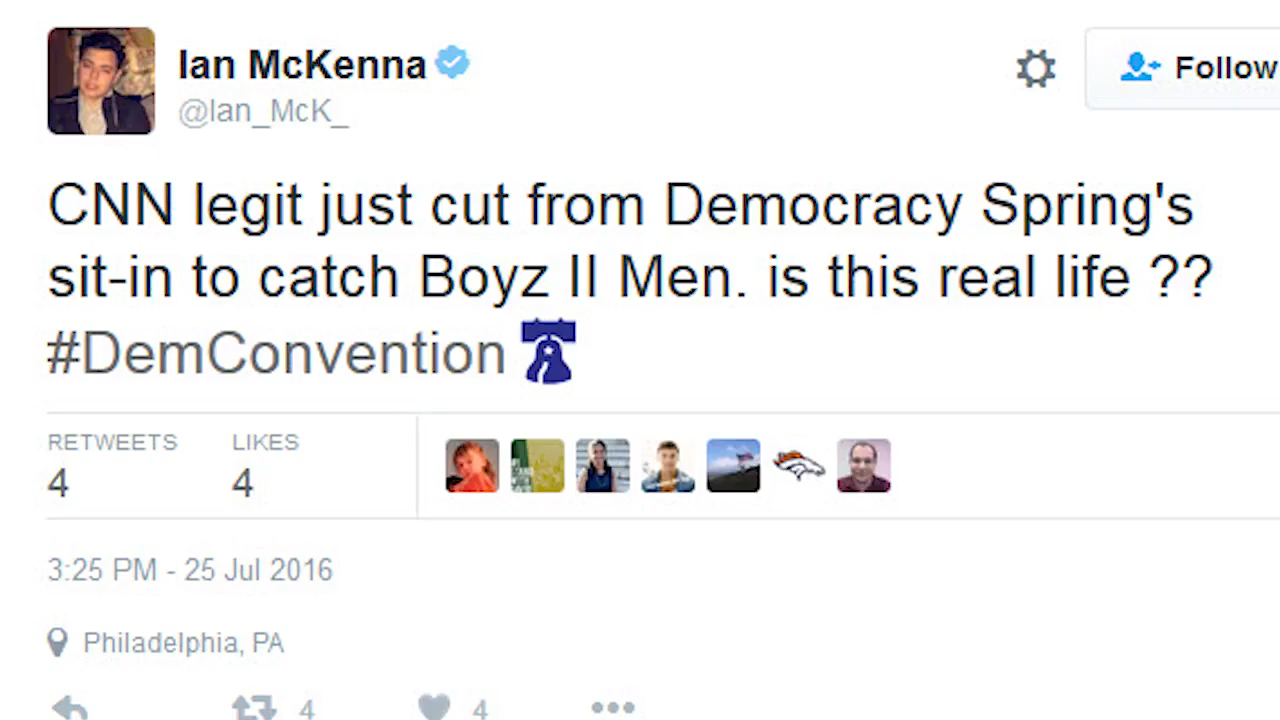 Ian McKenna
Follow
@Ian_McK_
CNN legit just cut from Democracy Spring's
sit-in to catch Boyz II Men. is this real life ??
#DemConvention
RETWEETS LIKES
4 4
3:25 PM - 25 Jul 2016
Philadelphia, PA
4 4